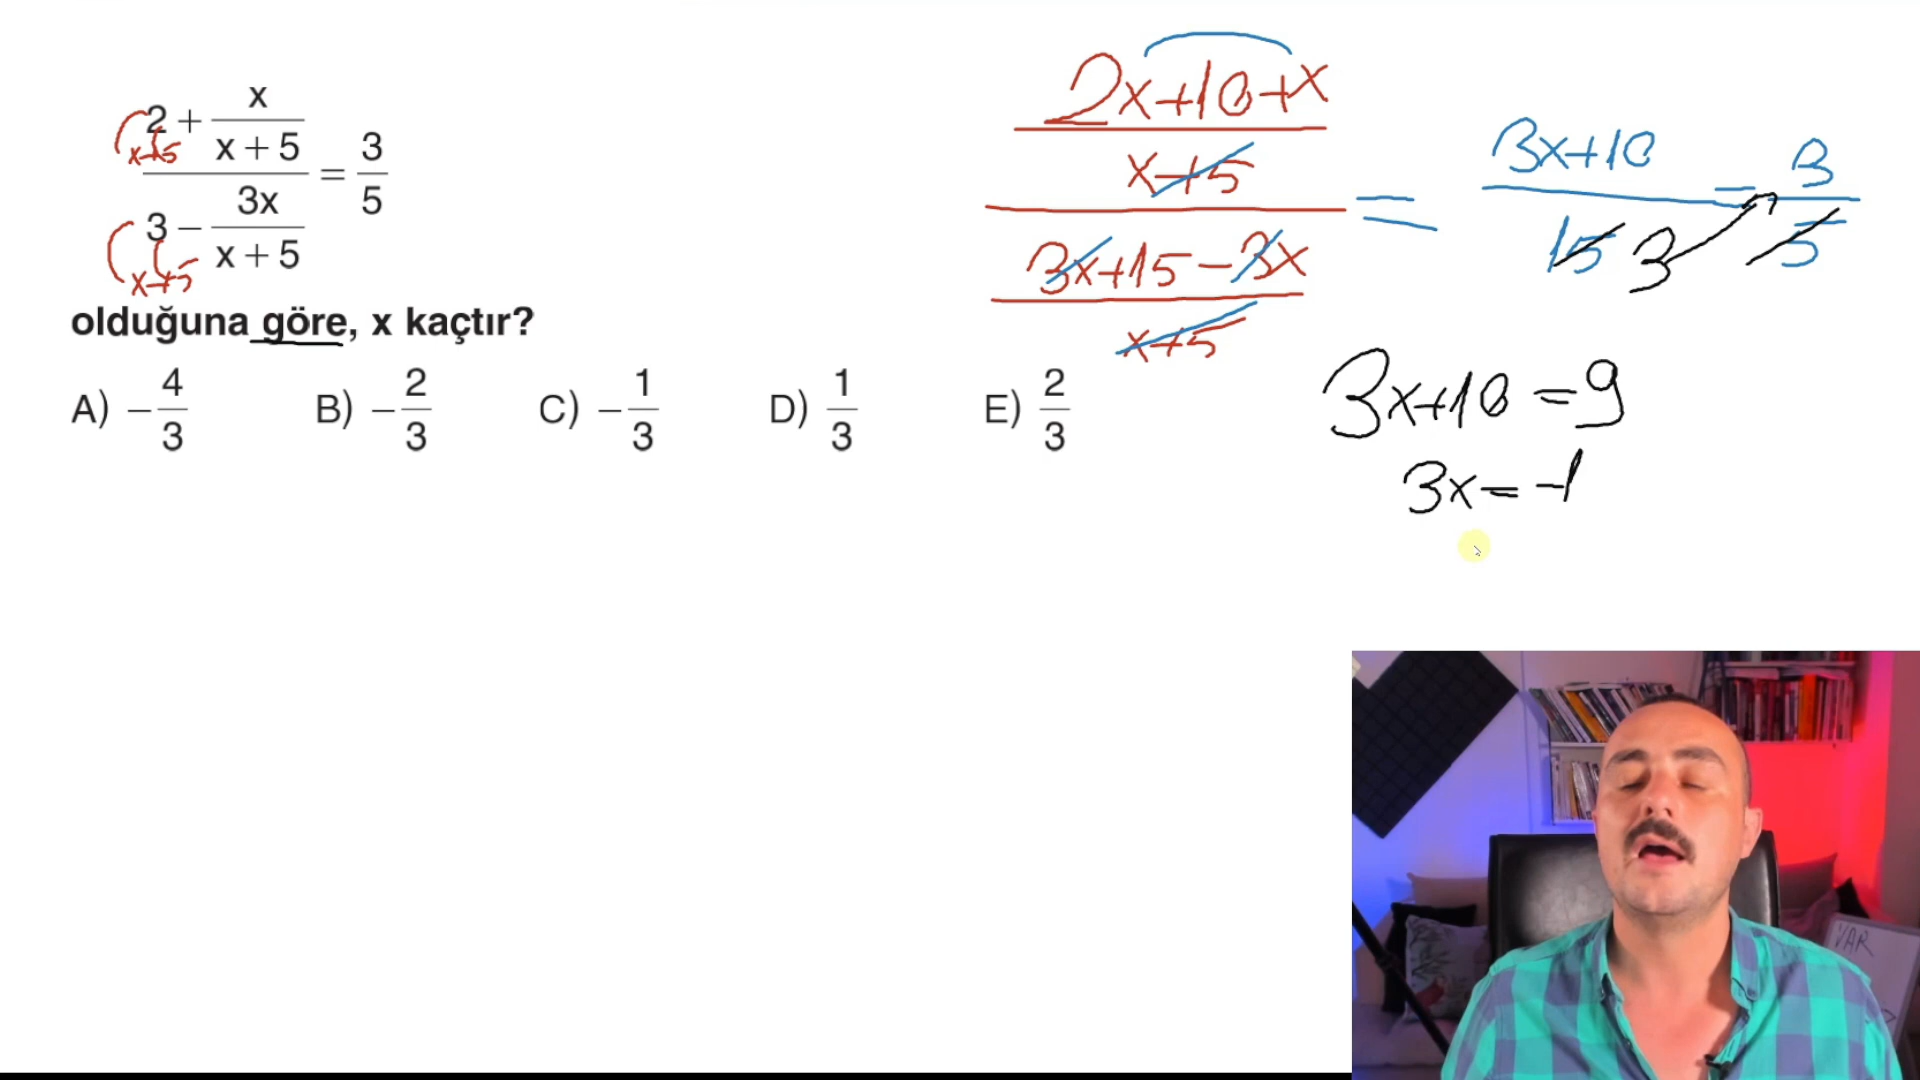 2 + x/(x + 5)
x+5
3 − 3x/(x + 5)
x+5
= 3/5
olduğuna göre, x kaçtır?
A) −4/3 B) −2/3 C) −1/3 D) 1/3 E) 2/3
2x+10+x
x+5
3x+15−3x
x+5
=
3x+10 = 3
15 3 5
3x+10=9
3x=-1
VAR